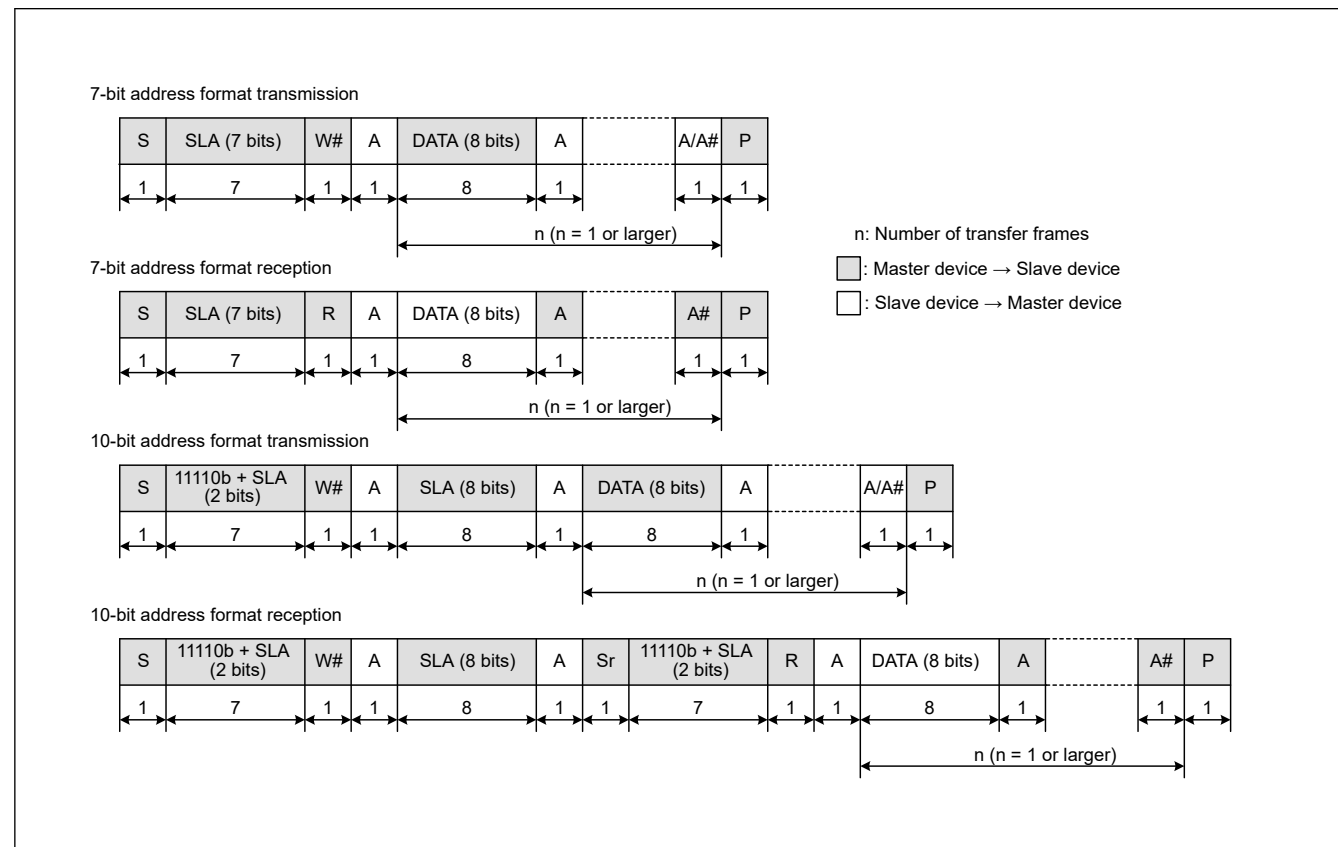 7-bit address format transmission
S SLA (7 bits) W# A DATA (8 bits) A A/A# P
1 7 1 1 8 1 1 1
n (n = 1 or larger)
n: Number of transfer frames
: Master device → Slave device
: Slave device → Master device
7-bit address format reception
S SLA (7 bits) R A DATA (8 bits) A A# P
1 7 1 1 8 1 1 1
n (n = 1 or larger)
10-bit address format transmission
S 11110b + SLA (2 bits) W# A SLA (8 bits) A DATA (8 bits) A A/A# P
1 7 1 1 8 1 8 1 1 1
n (n = 1 or larger)
10-bit address format reception
S 11110b + SLA (2 bits) W# A SLA (8 bits) A Sr 11110b + SLA (2 bits) R A DATA (8 bits) A A# P
1 7 1 1 8 1 1 7 1 1 8 1 1 1
n (n = 1 or larger)